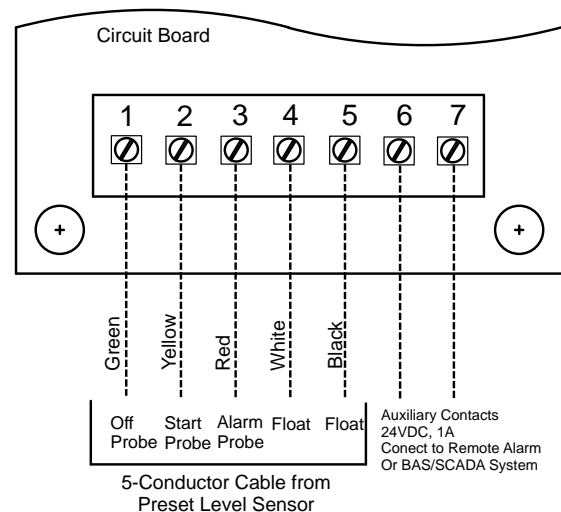 Circuit Board
1 2 3 4 5 6 7
Green Yellow Red White Black
Off Probe
Start Probe
Alarm Probe
Float
Float
Auxiliary Contacts
24VDC, 1A
Conect to Remote Alarm
Or BAS/SCADA System
5-Conductor Cable from
Preset Level Sensor